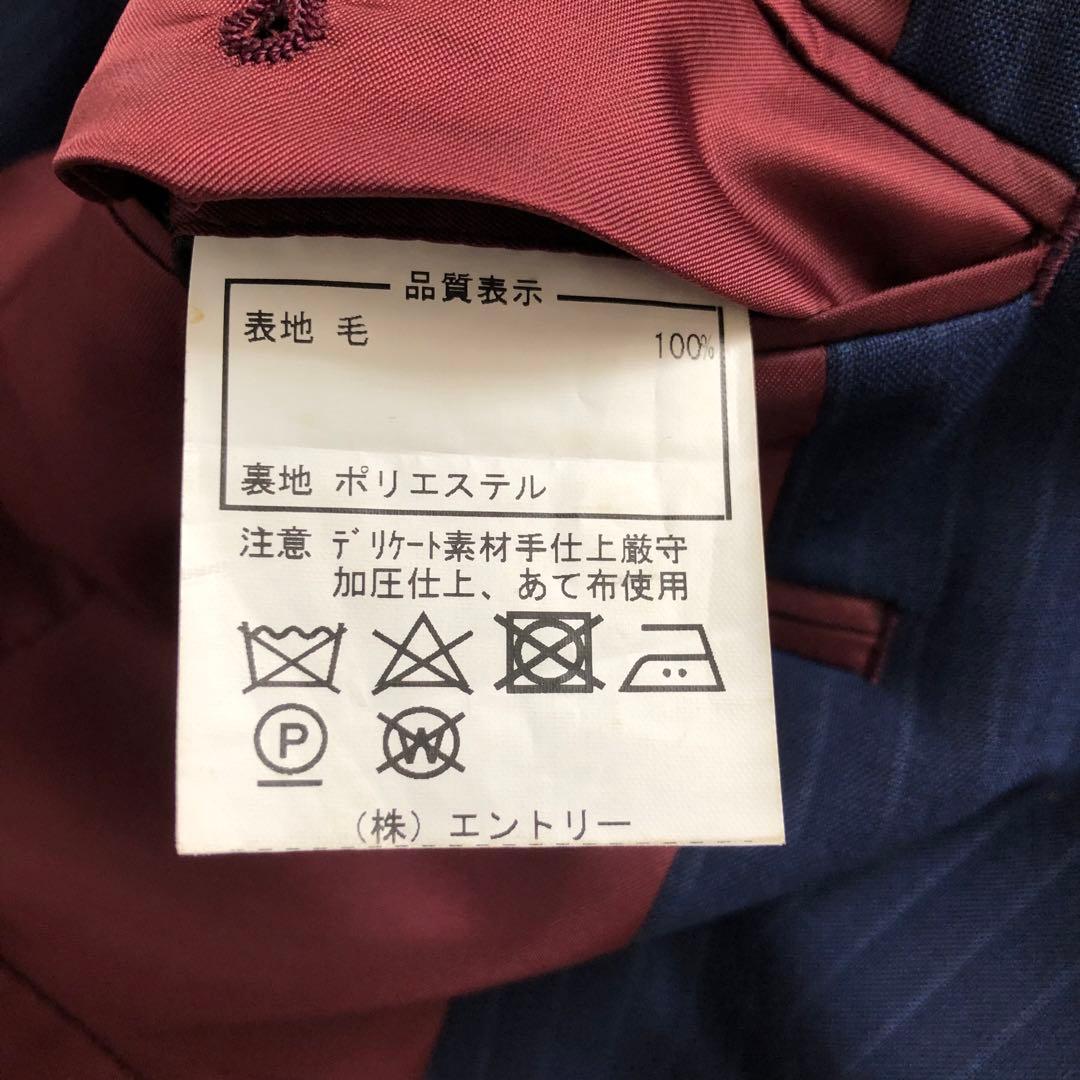 品質表示
表地 毛 100%
裏地 ポリエステル
注意 ﾃﾞﾘｹｰﾄ素材手仕上厳守
加圧仕上、あて布使用
P W
（株）エントリー